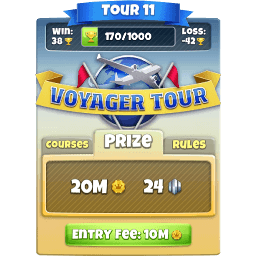 TOUR 11
WIN: 38
170/1000
LOSS: -42
VOYAGER TOUR
COURSES PRIZE RULES
20M 24
ENTRY FEE: 10M